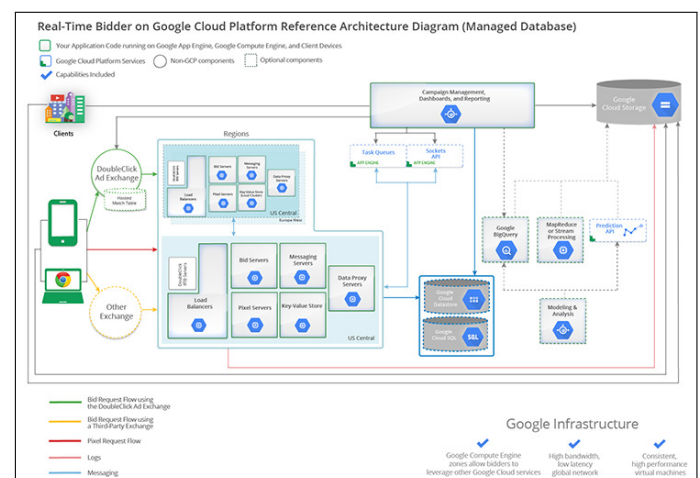 Real-Time Bidder on Google Cloud Platform Reference Architecture Diagram (Managed Database)
Your Application Code running on Google App Engine, Google Compute Engine, and Client Devices
Google Cloud Platform Services
Non-GCP components
Optional components
Capabilities Included
Clients
Campaign Management,
Dashboards, and Reporting
Google
Cloud Storage
Regions
Task Queues
APP ENGINE
Sockets
API
APP ENGINE
DoubleClick
Ad Exchange
Hosted
Match Table
Load
Balancers
Bid Servers
Messaging
Servers
Pixel Servers
Key-Value Store
Data Proxy
Servers
US Central
Europe West
Google
BigQuery
MapReduce
or Stream
Processing
Prediction
API
DoubleClick
RTB Servers
Load
Balancers
Bid Servers
Messaging
Servers
Data Proxy
Servers
Pixel Servers
Key-Value Store
US Central
Other
Exchange
Google
Cloud
Datastore
Google
Cloud SQL
SQL
Modeling &
Analysis
Bid Request Flow using
the DoubleClick Ad Exchange
Bid Request Flow using
a Third-Party Exchange
Pixel Request Flow
Logs
Messaging
Google Infrastructure
Google Compute Engine
zones allow bidders to
leverage other Google Cloud services
High bandwidth,
low latency
global network
Consistent,
high performance
virtual machines